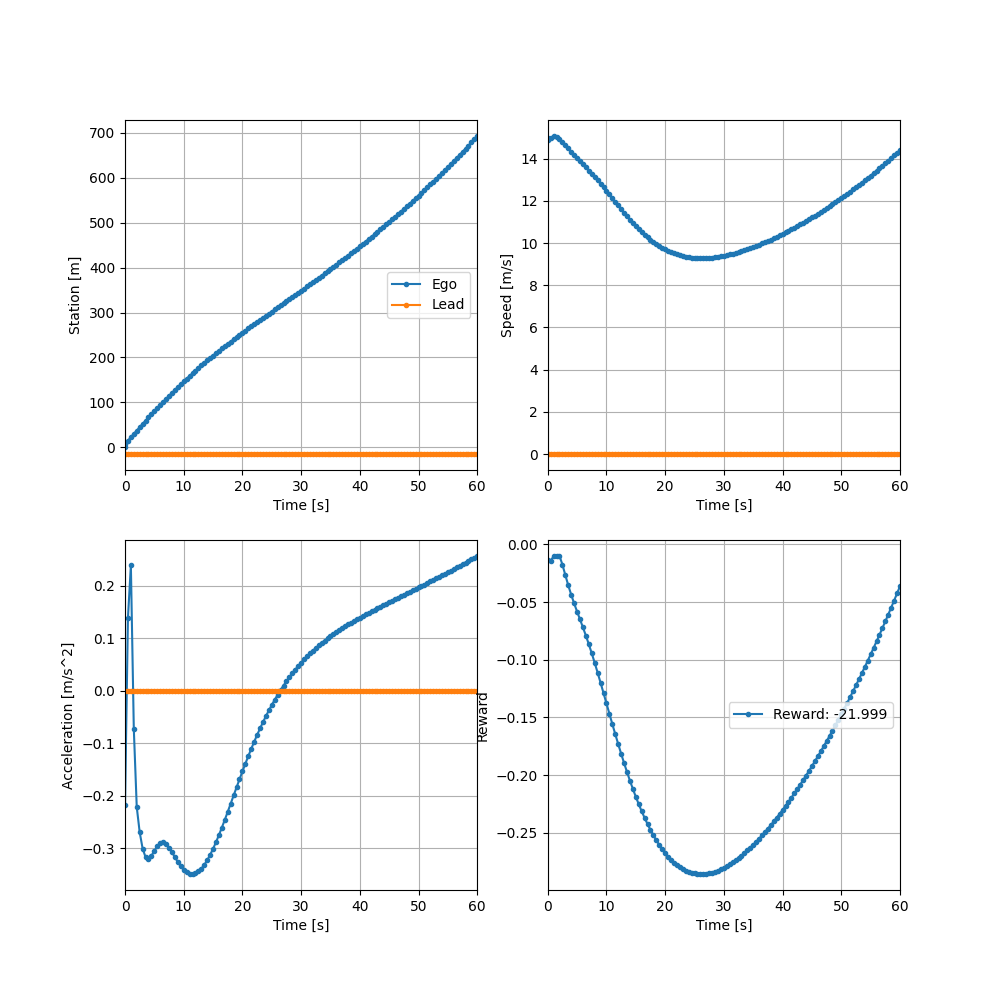 700
600
500
400
300
200
100
0
Station [m]
Ego
Lead
0 10 20 30 40 50 60
Time [s]
14
12
10
8
6
4
2
0
Speed [m/s]
0 10 20 30 40 50 60
Time [s]
0.2
0.1
0.0
−0.1
−0.2
−0.3
Acceleration [m/s^2]
0 10 20 30 40 50 60
Time [s]
0.00
−0.05
−0.10
−0.15
−0.20
−0.25
Reward
Reward: -21.999
0 10 20 30 40 50 60
Time [s]